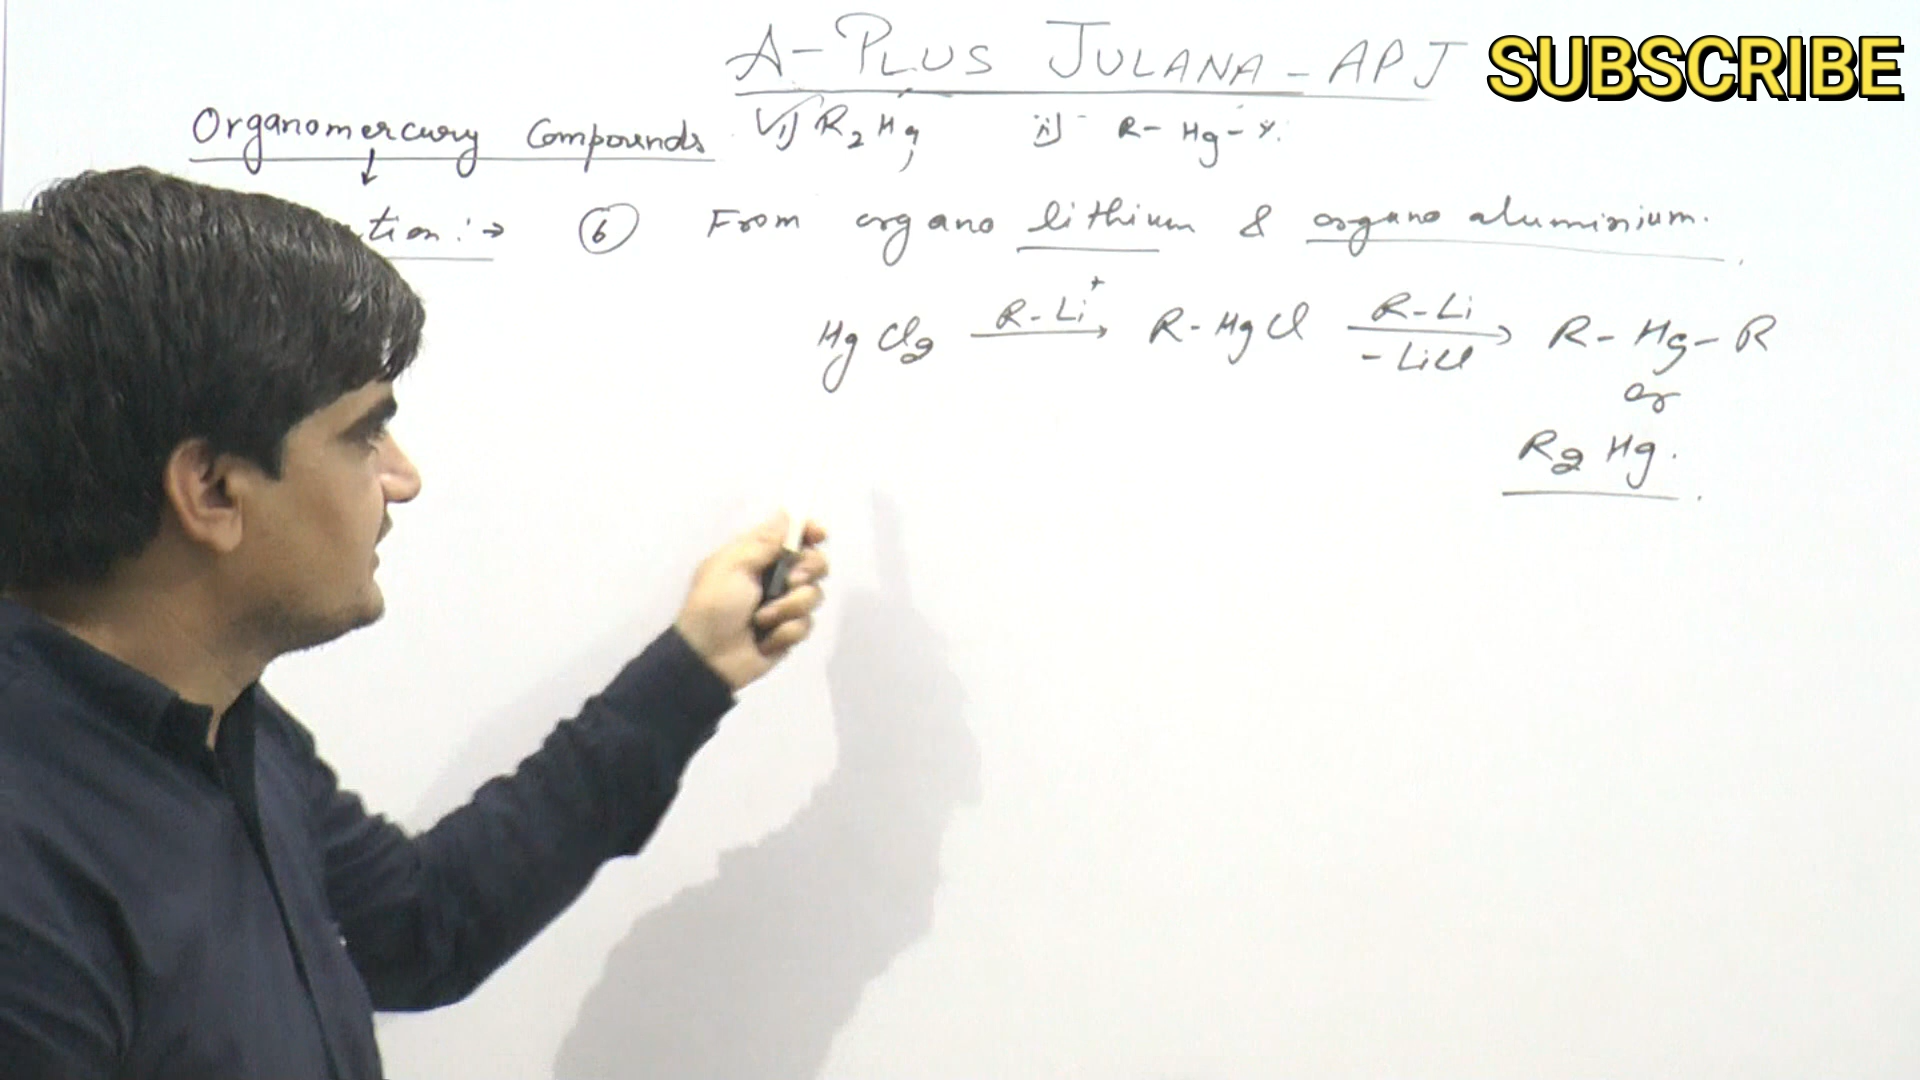 A-PLUS JULANA-APJ
SUBSCRIBE
Organomercury Compounds i) R2Hg, ii) R-Hg-X.
↓
tion:→ ⑥ From organo lithium & organo aluminium.
HgCl2 R-Li+ → R-HgCl R-Li → -LiCl R-Hg-R
or
R2Hg.